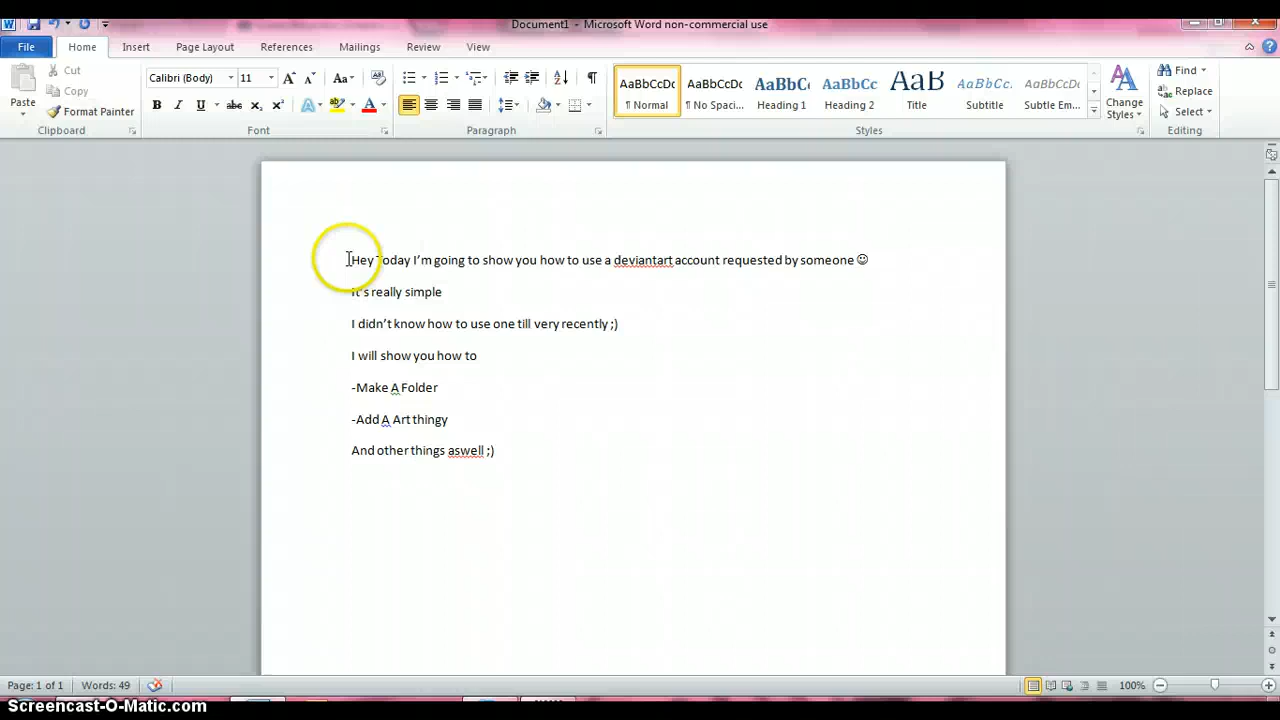 Document1 - Microsoft Word non-commercial use
File Home Insert Page Layout References Mailings Review View
Paste
Cut
Copy
Format Painter
Clipboard
Calibri (Body) 11
Font
Paragraph
AaBbCcDc AaBbCcDc AaBbCc AaBbCc AaB AaBbCc. AaBbCcDc
¶ Normal ¶ No Spaci... Heading 1 Heading 2 Title Subtitle Subtle Em...
Styles
Change
Styles
Find
Replace
Select
Editing
Hey Today I'm going to show you how to use a deviantart account requested by someone ☺
It's really simple
I didn't know how to use one till very recently ;)
I will show you how to
-Make A Folder
-Add A Art thingy
And other things aswell ;)
Page: 1 of 1 Words: 49 100%
Screencast-O-Matic.com